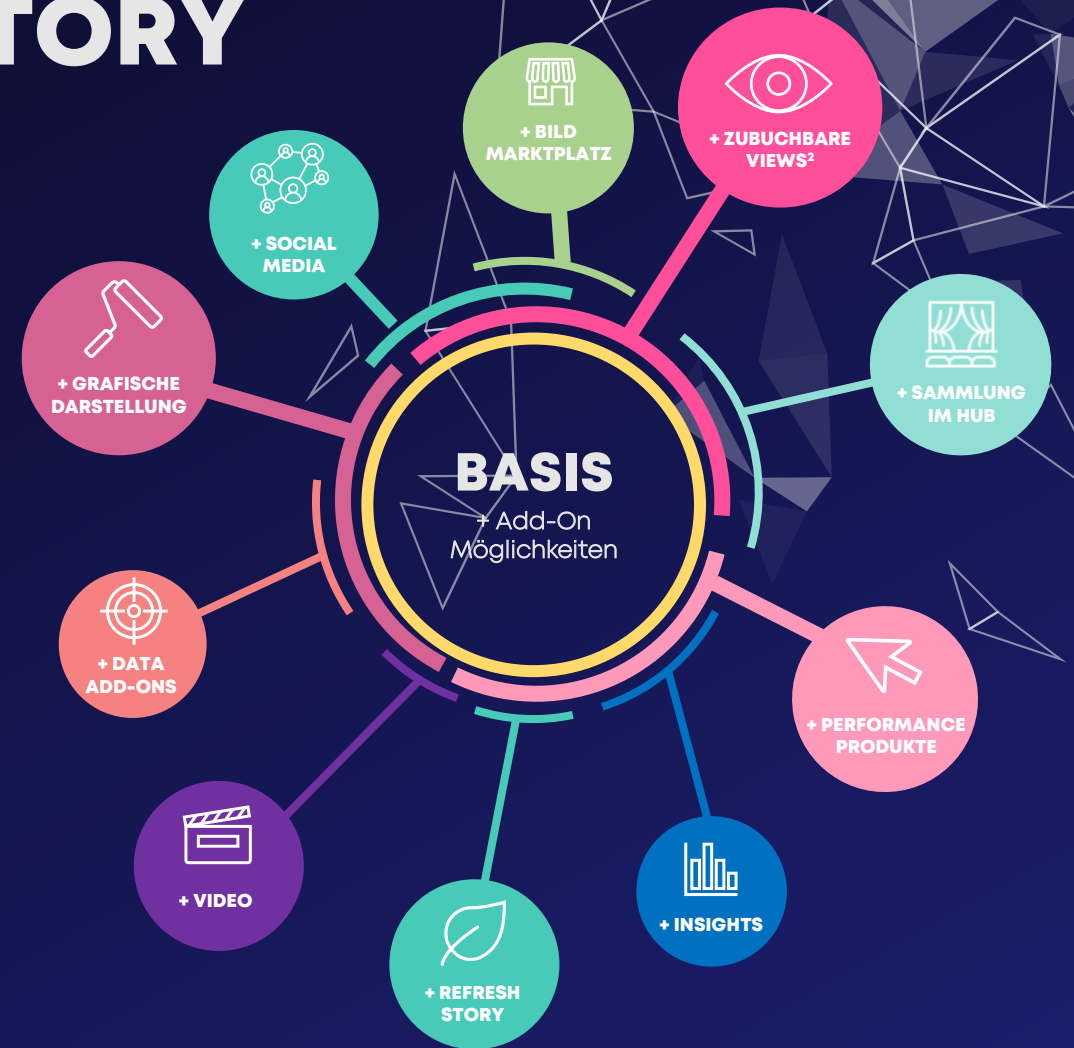 TORY
+ BILD
MARKTPLATZ
+ ZUBUCHBARE
VIEWS²
+ SOCIAL
MEDIA
+ GRAFISCHE
DARSTELLUNG
+ SAMMLUNG
IM HUB
BASIS
+ Add-On
Möglichkeiten
+ DATA
ADD-ONS
+ PERFORMANCE
PRODUKTE
+ VIDEO
+ INSIGHTS
+ REFRESH
STORY